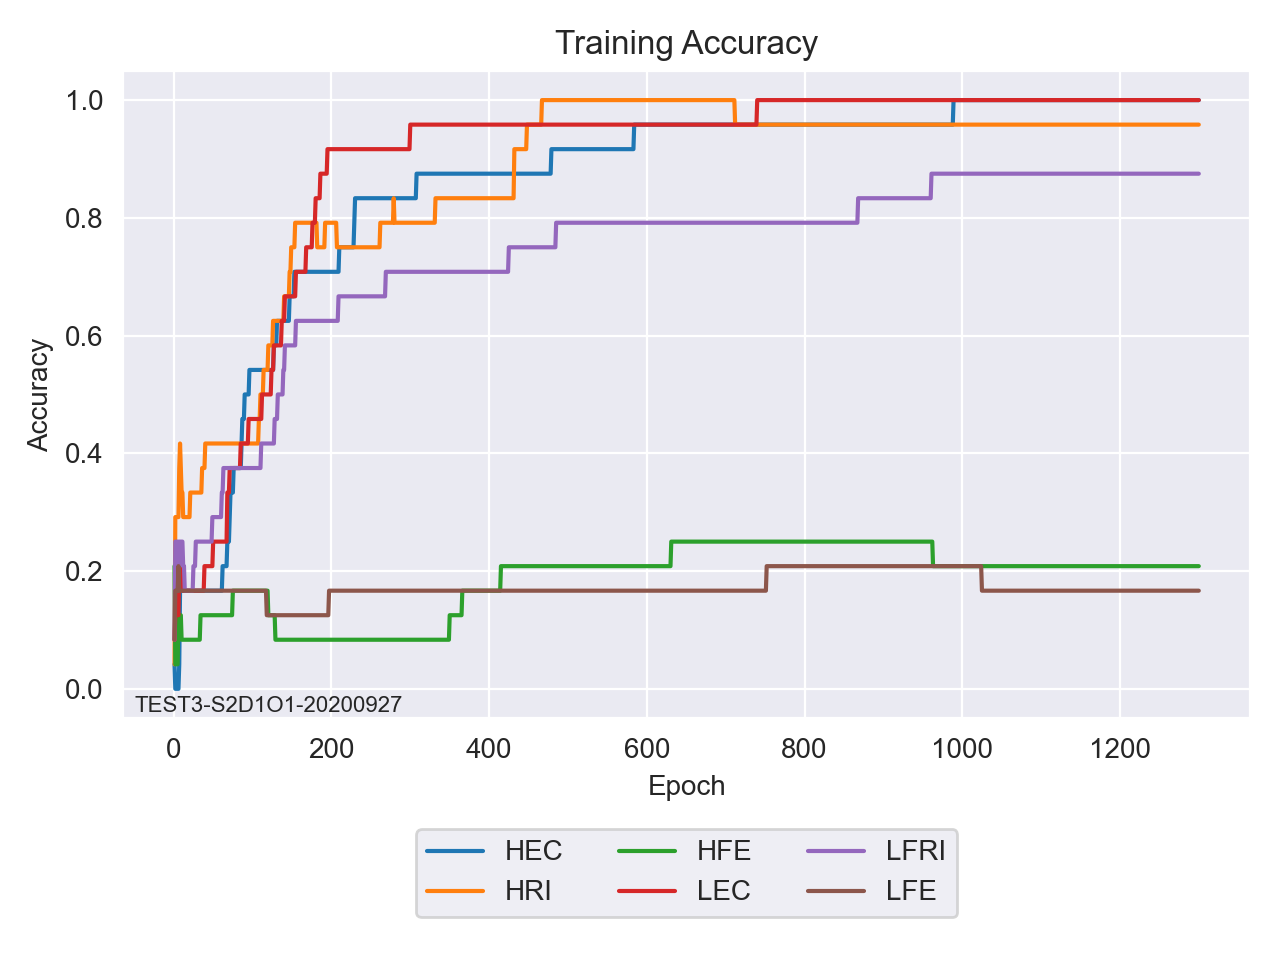 Training Accuracy
Accuracy
1.0
0.8
0.6
0.4
0.2
0.0
TEST3-S2D1O1-20200927
0 200 400 600 800 1000 1200
Epoch
HEC HFE LFRI
HRI LEC LFE